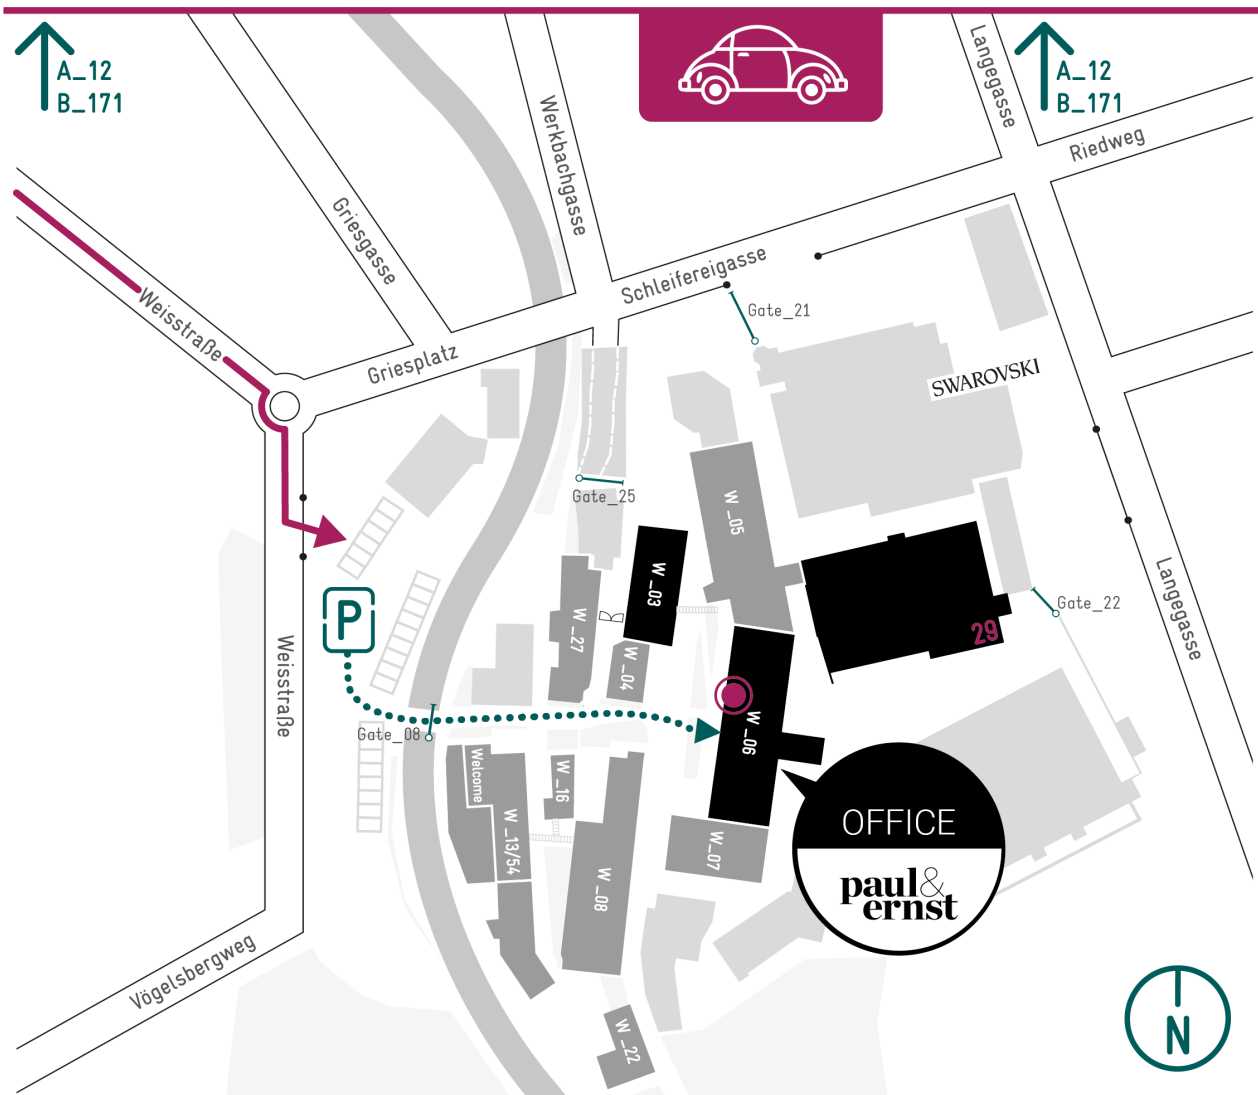 A_12
B_171
A_12
B_171
Langegasse
Werkbachgasse
Riedweg
Griesgasse
Schleifereigasse
Weisstraße
Gate_21
Griesplatz
SWAROVSKI
Gate_25
W_05
W_03
W_27
W_04
P
29
Gate_22
Langegasse
Weisstraße
Gate_08
W_06
Welcome
W_16
W_13/54
W_07
W_08
OFFICE
paul&
ernst
Vögelsbergweg
W_22
N